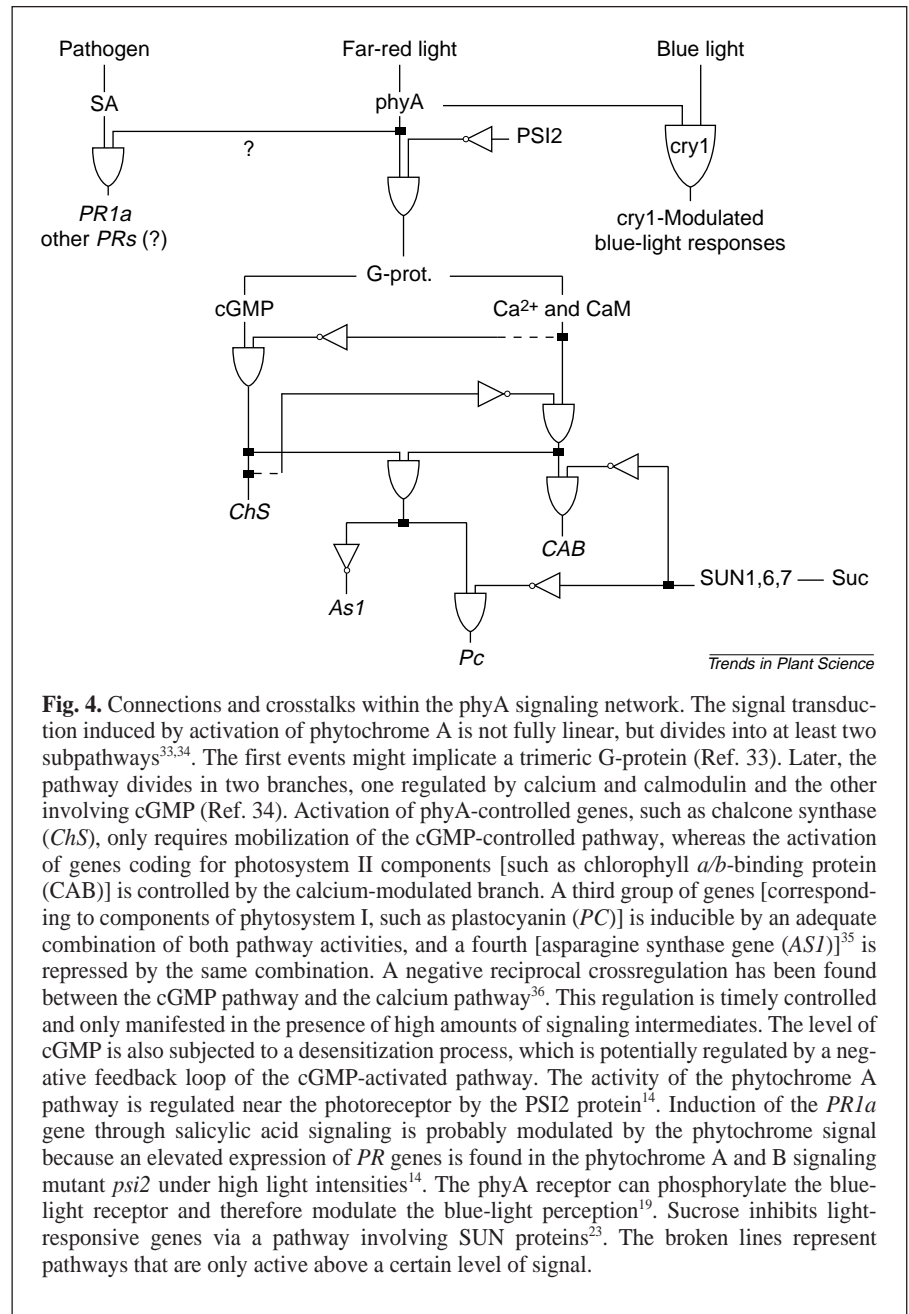 Pathogen
Far-red light
Blue light
SA
phyA
?
PSI2
cry1
PR1a
other PRs (?)
cry1-Modulated
blue-light responses
G-prot.
cGMP
Ca2+ and CaM
ChS
CAB
As1
SUN1,6,7 — Suc
Pc
Trends in Plant Science
Fig. 4. Connections and crosstalks within the phyA signaling network. The signal transduc-
tion induced by activation of phytochrome A is not fully linear, but divides into at least two
subpathways33,34. The first events might implicate a trimeric G-protein (Ref. 33). Later, the
pathway divides in two branches, one regulated by calcium and calmodulin and the other
involving cGMP (Ref. 34). Activation of phyA-controlled genes, such as chalcone synthase
(ChS), only requires mobilization of the cGMP-controlled pathway, whereas the activation
of genes coding for photosystem II components [such as chlorophyll a/b-binding protein
(CAB)] is controlled by the calcium-modulated branch. A third group of genes [correspond-
ing to components of phytosystem I, such as plastocyanin (PC)] is inducible by an adequate
combination of both pathway activities, and a fourth [asparagine synthase gene (AS1)]35 is
repressed by the same combination. A negative reciprocal crossregulation has been found
between the cGMP pathway and the calcium pathway36. This regulation is timely controlled
and only manifested in the presence of high amounts of signaling intermediates. The level of
cGMP is also subjected to a desensitization process, which is potentially regulated by a neg-
ative feedback loop of the cGMP-activated pathway. The activity of the phytochrome A
pathway is regulated near the photoreceptor by the PSI2 protein14. Induction of the PR1a
gene through salicylic acid signaling is probably modulated by the phytochrome signal
because an elevated expression of PR genes is found in the phytochrome A and B signaling
mutant psi2 under high light intensities14. The phyA receptor can phosphorylate the blue-
light receptor and therefore modulate the blue-light perception19. Sucrose inhibits light-
responsive genes via a pathway involving SUN proteins23. The broken lines represent
pathways that are only active above a certain level of signal.